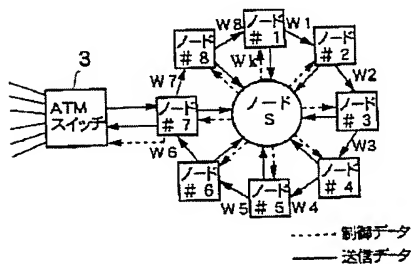 3
ATM
スイッチ
W8
W1
ノード
# 1
ノード
# 8
ノード
# 2
Wk
W7
W2
ノード
# 7
ノード
S
ノード
# 3
W6
W3
ノード
# 6
ノード
# 5
ノード
# 4
W5
W4
制御データ
送信データ